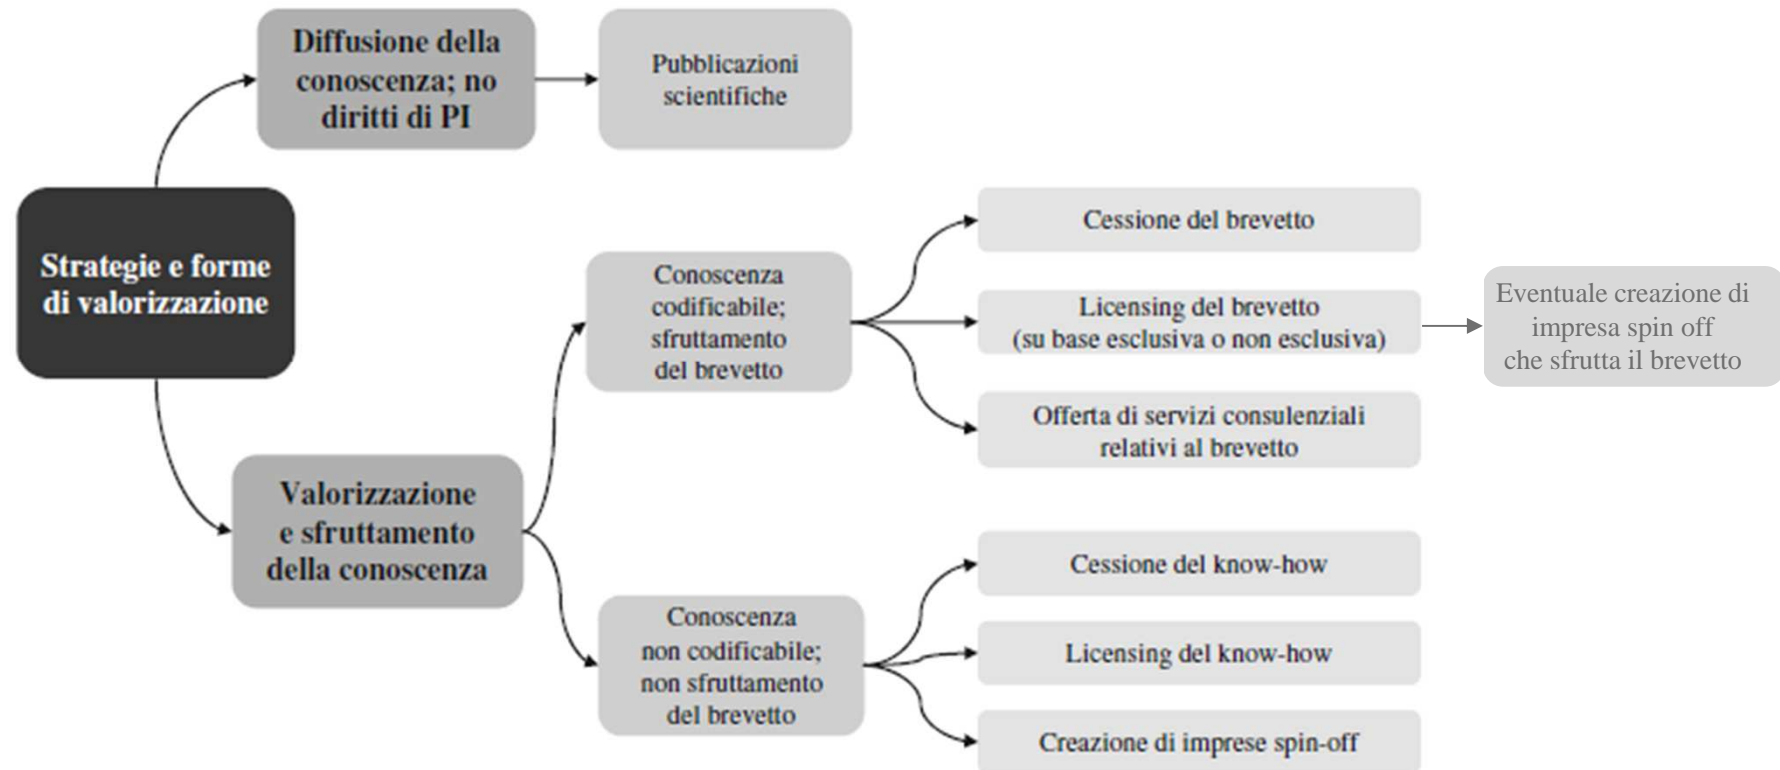 Diffusione della
conoscenza; no
diritti di PI
Pubblicazioni
scientifiche
Strategie e forme
di valorizzazione
Conoscenza
codificabile;
sfruttamento
del brevetto
Cessione del brevetto
Licensing del brevetto
(su base esclusiva o non esclusiva)
Eventuale creazione di
impresa spin off
che sfrutta il brevetto
Offerta di servizi consulenziali
relativi al brevetto
Valorizzazione
e sfruttamento
della conoscenza
Conoscenza
non codificabile;
non sfruttamento
del brevetto
Cessione del know-how
Licensing del know-how
Creazione di imprese spin-off